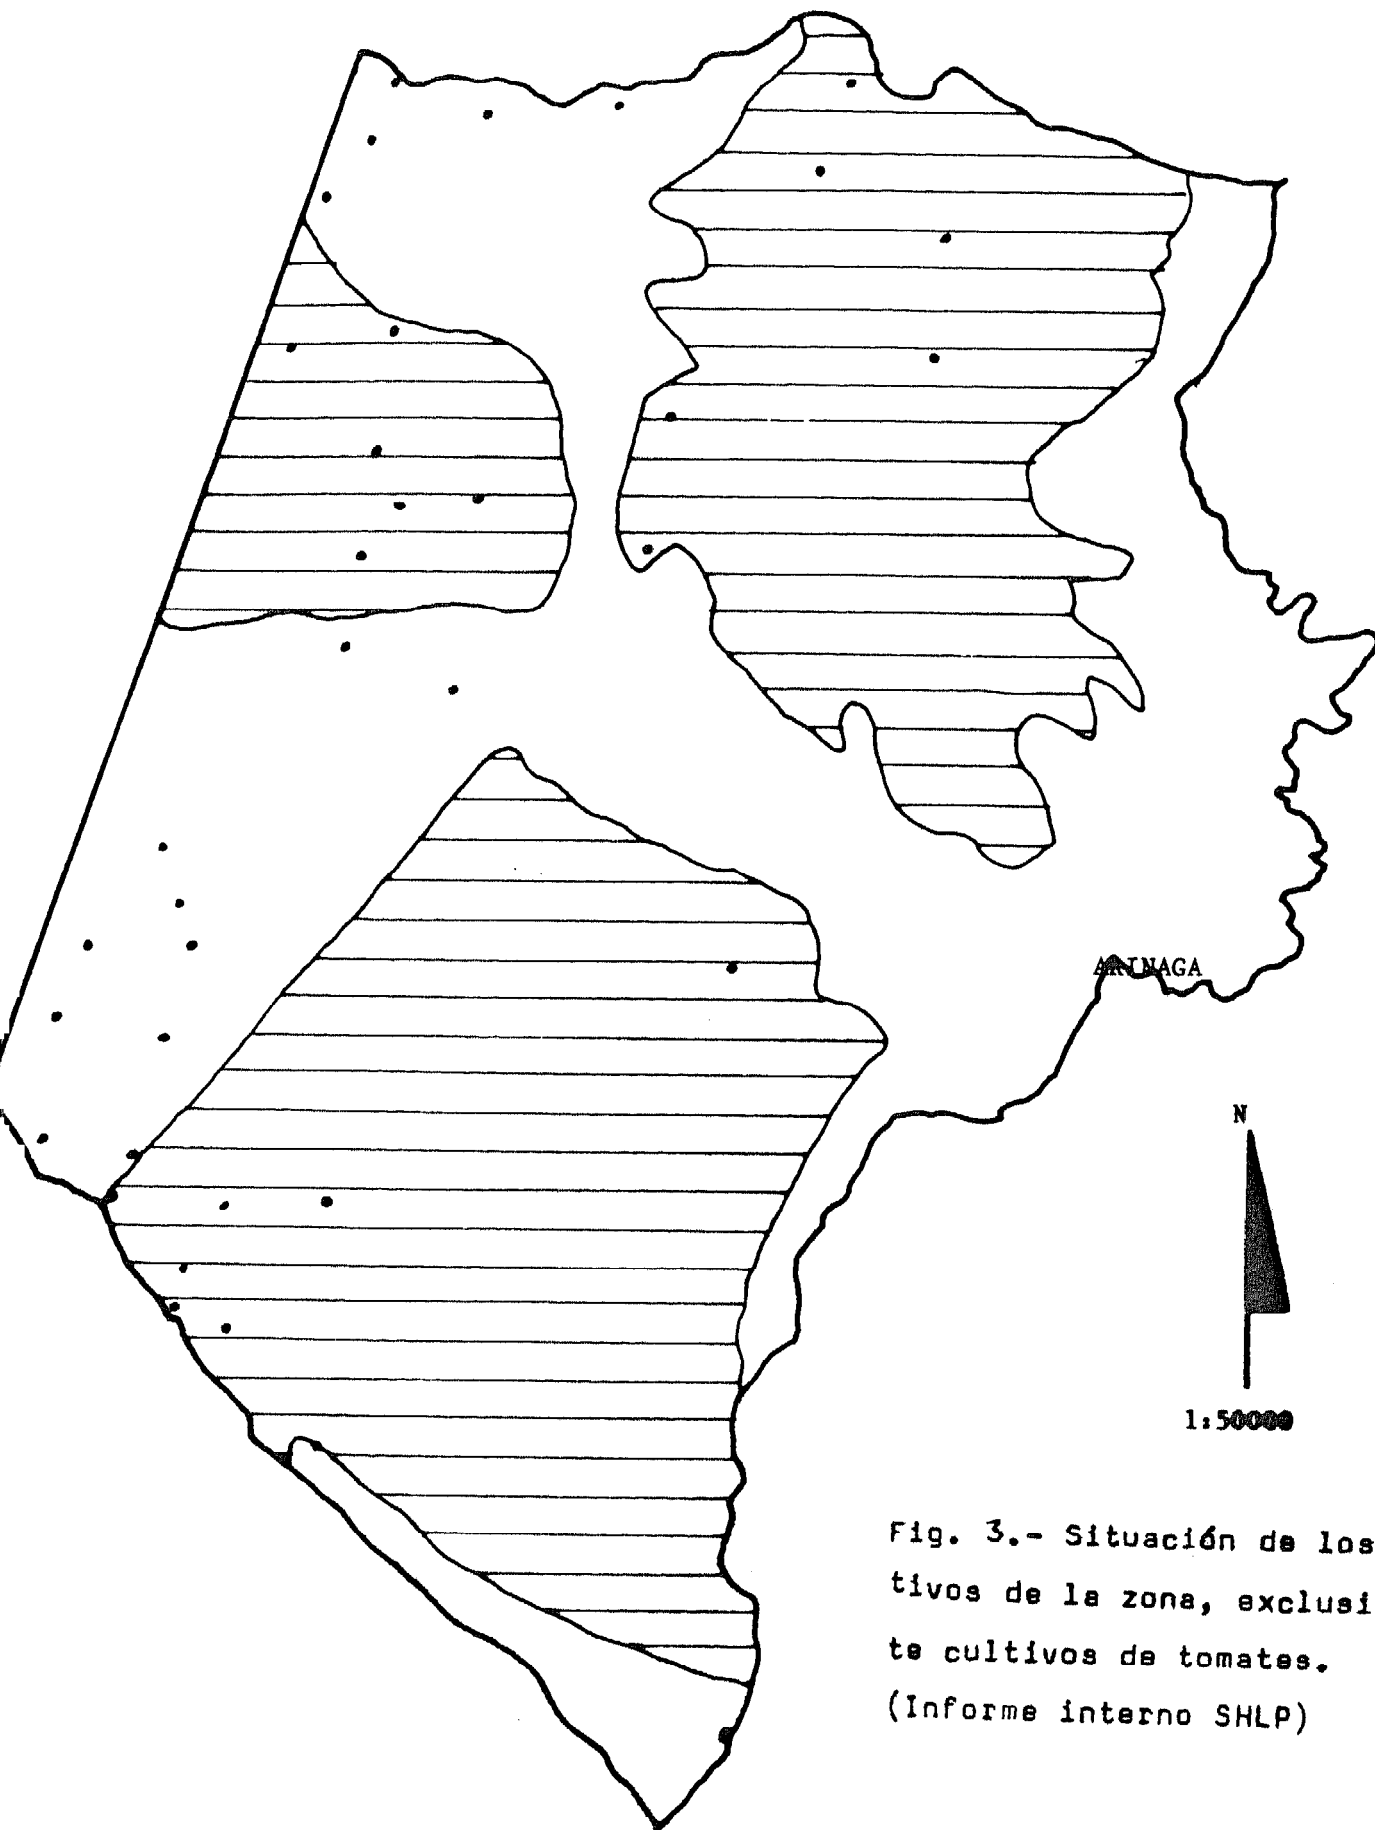 ARINAGA
N
1:50000
Fig. 3.- Situación de los
tivos de la zona, exclusi
te cultivos de tomates.
(Informe interno SHLP)